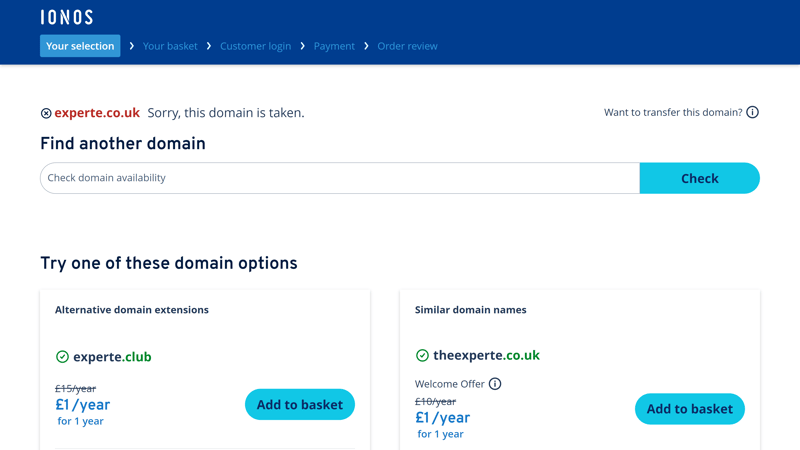 IONOS
Your selection > Your basket > Customer login > Payment > Order review
experte.co.uk Sorry, this domain is taken.
Want to transfer this domain?
Find another domain
Check domain availability
Check
Try one of these domain options
Alternative domain extensions
experte.club
£15/year
£1/year
for 1 year
Add to basket
Similar domain names
theexperte.co.uk
Welcome Offer
£10/year
£1/year
for 1 year
Add to basket